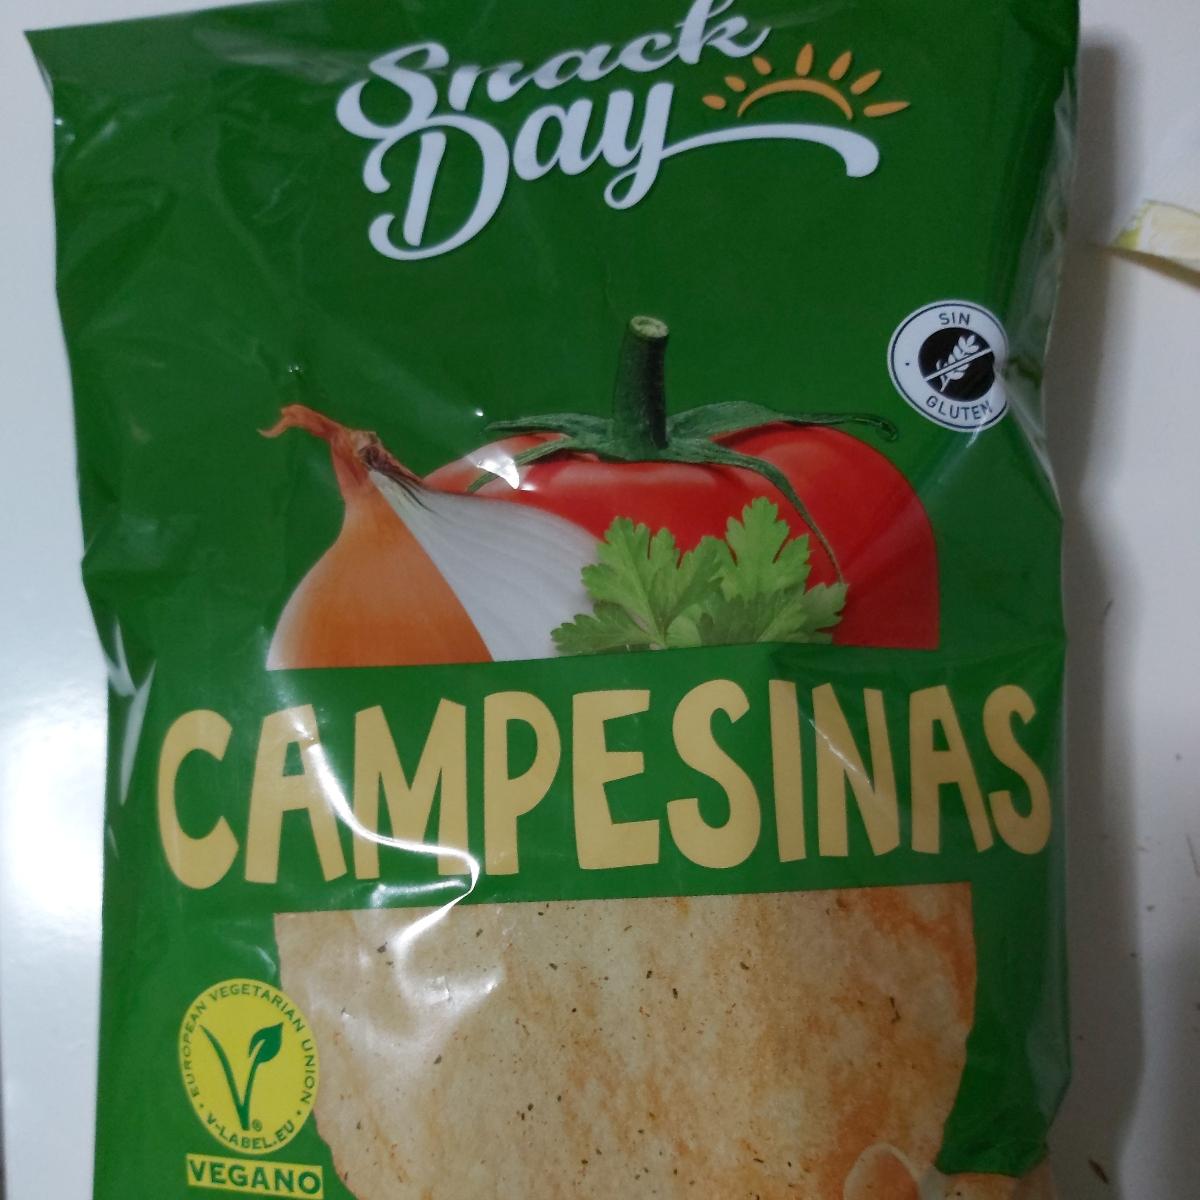 Snack
Day
SIN
GLUTEN
CAMPESINAS
EUROPEAN VEGETARIAN UNION
V-LABEL.EU
®
VEGANO